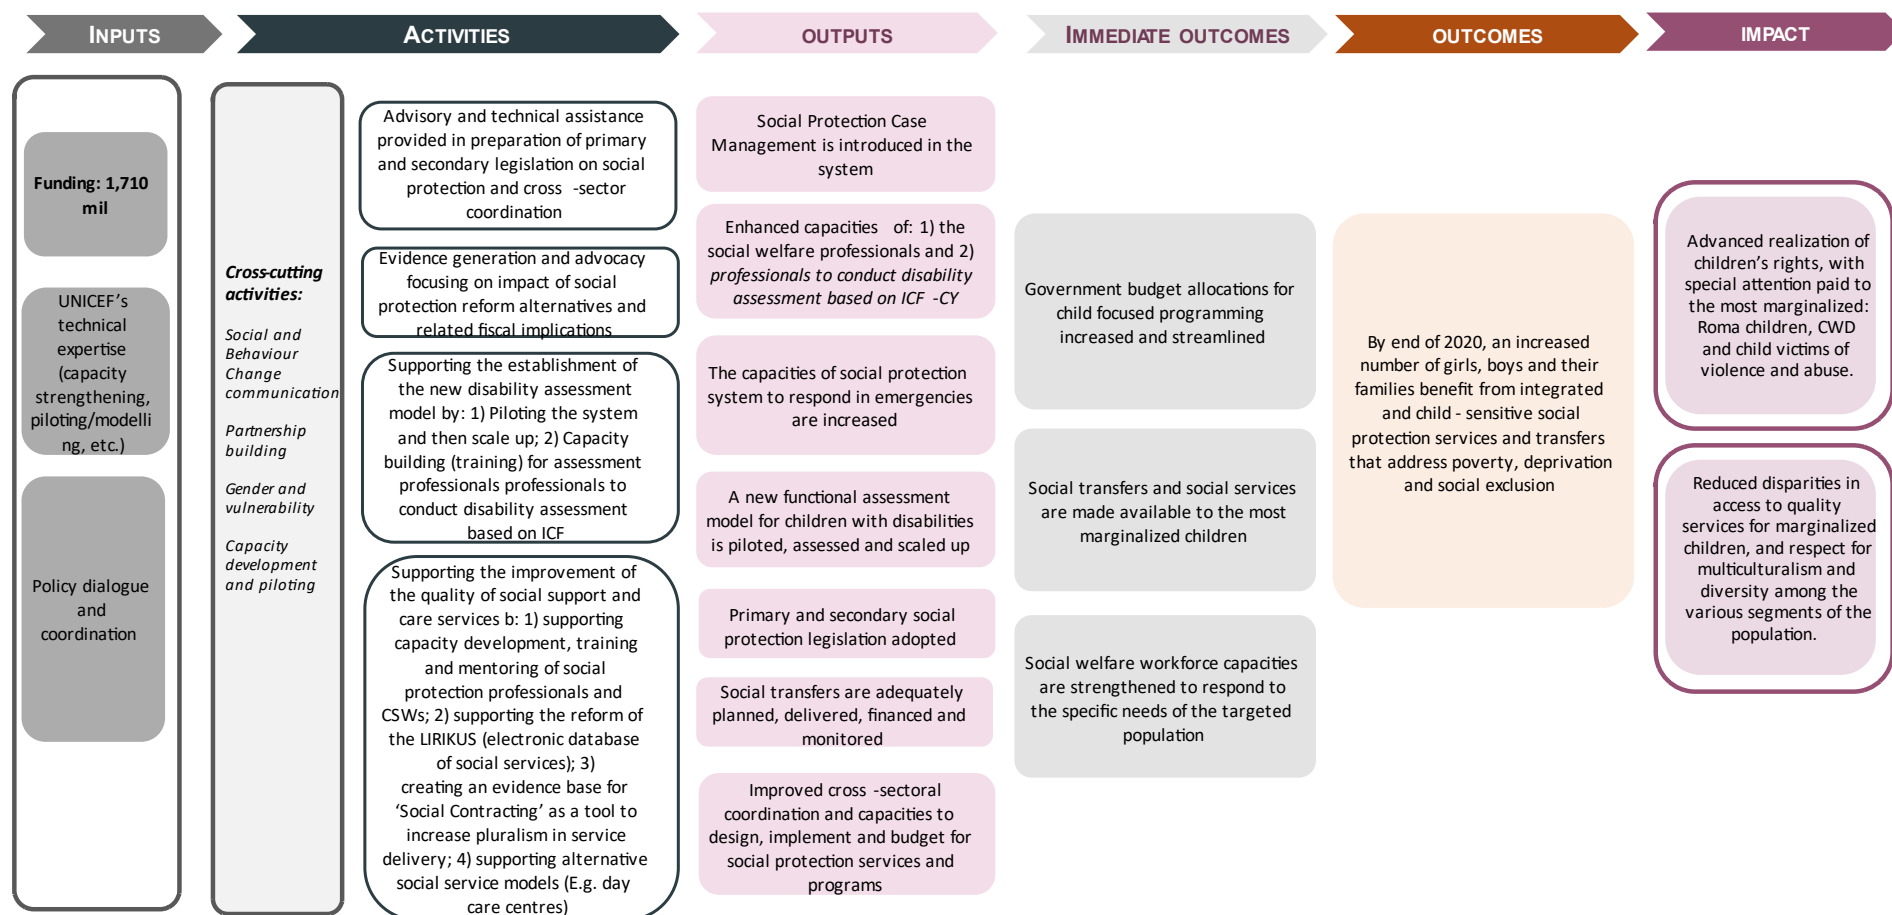 INPUTS
ACTIVITIES
OUTPUTS
IMMEDIATE OUTCOMES
OUTCOMES
IMPACT
Funding: 1,710
mil
UNICEF’s
technical
expertise
(capacity
strengthening,
piloting/modelli
ng, etc.)
Policy dialogue
and
coordination
Cross-cutting
activities:
Social and
Behaviour
Change
communication
Partnership
building
Gender and
vulnerability
Capacity
development
and piloting
Advisory and technical assistance
provided in preparation of primary
and secondary legislation on social
protection and cross -sector
coordination
Evidence generation and advocacy
focusing on impact of social
protection reform alternatives and
related fiscal implications
Supporting the establishment of
the new disability assessment
model by: 1) Piloting the system
and then scale up; 2) Capacity
building (training) for assessment
professionals professionals to
conduct disability assessment
based on ICF
Supporting the improvement of
the quality of social support and
care services b: 1) supporting
capacity development, training
and mentoring of social
protection professionals and
CSWs; 2) supporting the reform of
the LIRIKUS (electronic database
of social services); 3)
creating an evidence base for
‘Social Contracting’ as a tool to
increase pluralism in service
delivery; 4) supporting alternative
social service models (E.g. day
care centres)
Social Protection Case
Management is introduced in the
system
Enhanced capacities of: 1) the
social welfare professionals and 2)
professionals to conduct disability
assessment based on ICF -CY
The capacities of social protection
system to respond in emergencies
are increased
A new functional assessment
model for children with disabilities
is piloted, assessed and scaled up
Primary and secondary social
protection legislation adopted
Social transfers are adequately
planned, delivered, financed and
monitored
Improved cross -sectoral
coordination and capacities to
design, implement and budget for
social protection services and
programs
Government budget allocations for
child focused programming
increased and streamlined
Social transfers and social services
are made available to the most
marginalized children
Social welfare workforce capacities
are strengthened to respond to
the specific needs of the targeted
population
By end of 2020, an increased
number of girls, boys and their
families benefit from integrated
and child - sensitive social
protection services and transfers
that address poverty, deprivation
and social exclusion
Advanced realization of
children’s rights, with
special attention paid to
the most marginalized:
Roma children, CWD
and child victims of
violence and abuse.
Reduced disparities in
access to quality
services for marginalized
children, and respect for
multiculturalism and
diversity among the
various segments of the
population.